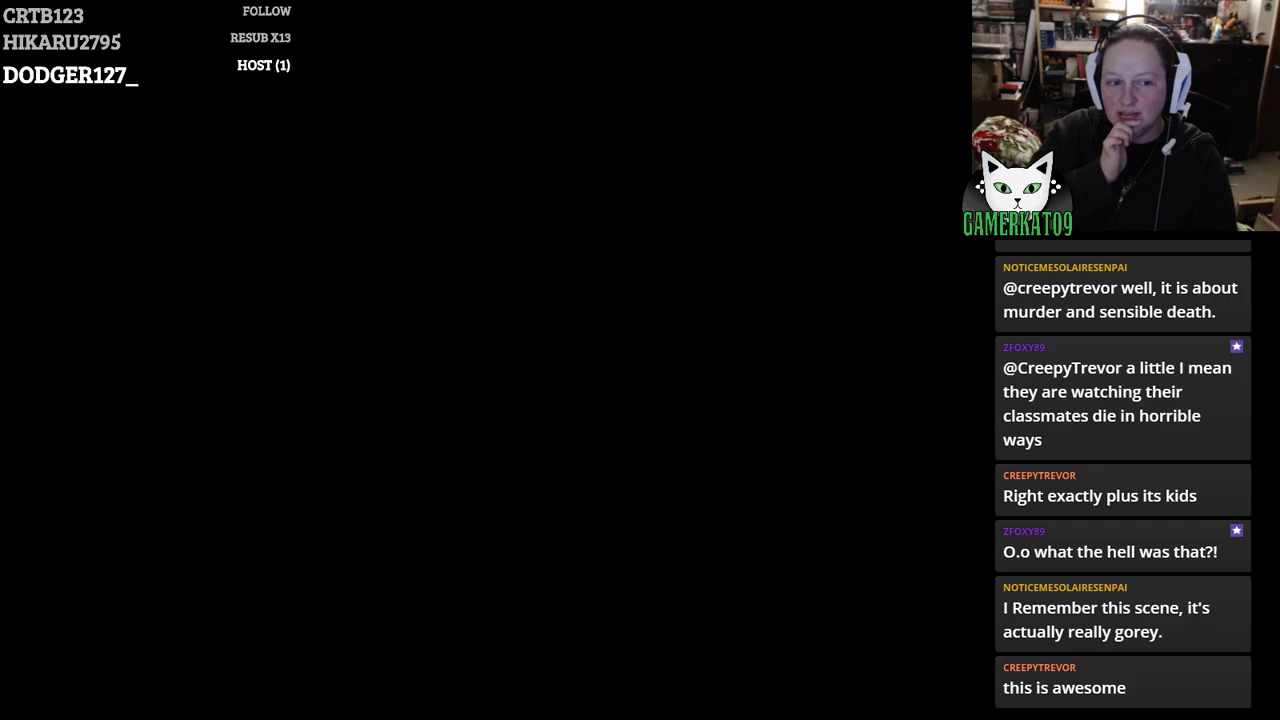 CRTB123 FOLLOW
HIKARU2795 RESUB X13
DODGER127_ HOST (1)
GAMERKAT09
NOTICEMESOLAIRESENPAI
@creepytrevor well, it is about
murder and sensible death.
ZFOXY89
@CreepyTrevor a little I mean
they are watching their
classmates die in horrible
ways
CREEPYTREVOR
Right exactly plus its kids
ZFOXY89
O.o what the hell was that?!
NOTICEMESOLAIRESENPAI
I Remember this scene, it's
actually really gorey.
CREEPYTREVOR
this is awesome